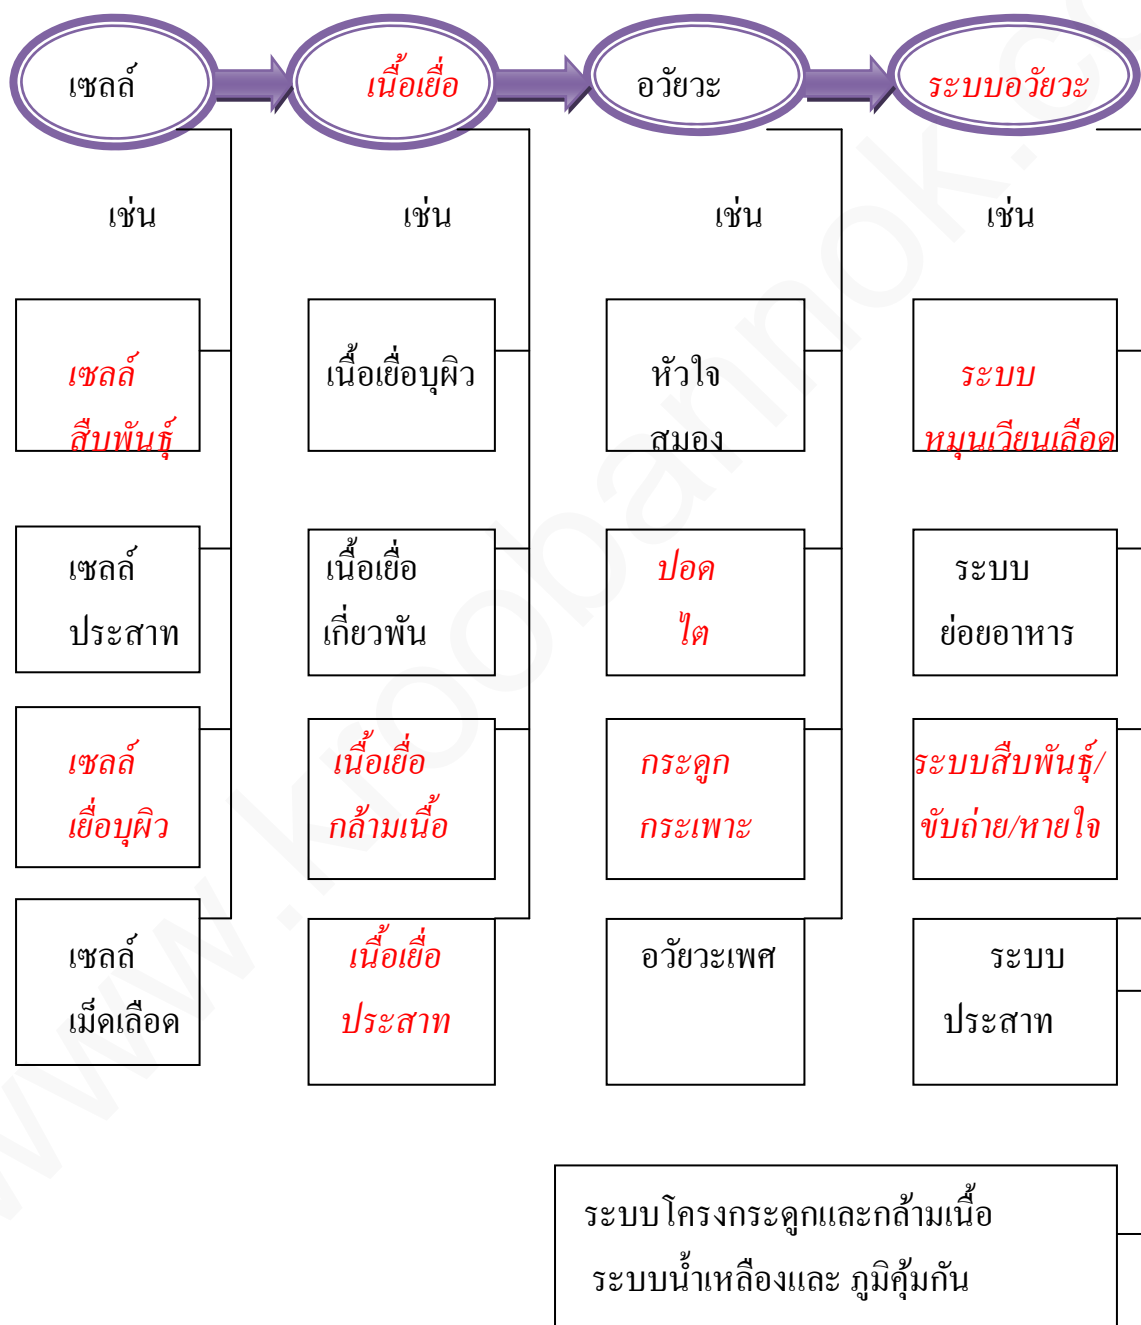 เซลล์
เนื้อเยื่อ
อวัยวะ
ระบบอวัยวะ
เช่น
เช่น
เช่น
เช่น
เซลล์
สืบพันธุ์
เนื้อเยื่อบุผิว
หัวใจ
สมอง
ระบบ
หมุนเวียนเลือด
เซลล์
ประสาท
เนื้อเยื่อ
เกี่ยวพัน
ปอด
ไต
ระบบ
ย่อยอาหาร
เซลล์
เยื่อบุผิว
เนื้อเยื่อ
กล้ามเนื้อ
กระดูก
กระเพาะ
ระบบสืบพันธุ์/
ขับถ่าย/หายใจ
เซลล์
เม็ดเลือด
เนื้อเยื่อ
ประสาท
อวัยวะเพศ
ระบบ
ประสาท
ระบบโครงกระดูกและกล้ามเนื้อ
ระบบน้ำเหลืองและ ภูมิคุ้มกัน
www.kroobannok.co